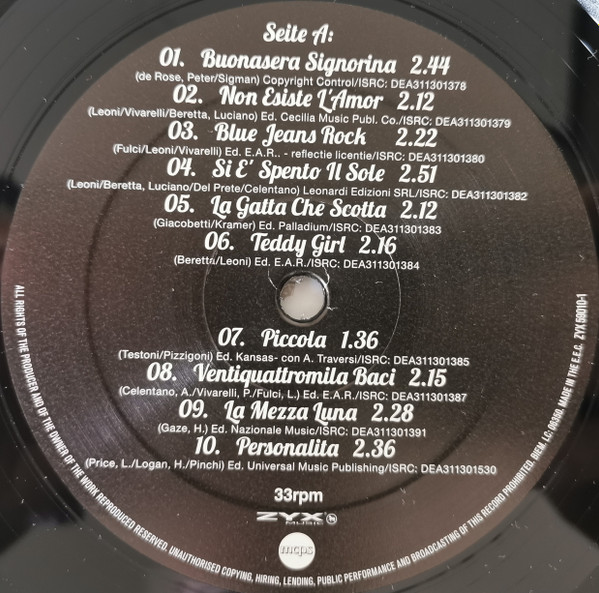 Seite A:
01. Buonasera Signorina 2.44
(de Rose, Peter/Sigman) Copyright Control/ISRC: DEA311301378
02. Non Esiste L'Amor 2.12
(Leoni/Vivarelli/Beretta, Luciano) Ed. Cecilia Music Publ. Co./ISRC: DEA311301379
03. Blue Jeans Rock 2.22
(Fulci/Leoni/Vivarelli) Ed. E.A.R.. - reflectie licentie/ISRC: DEA311301380
04. Si E' Spento Il Sole 2.51
(Leoni/Beretta, Luciano/Del Prete/Celentano) Leonardi Edizioni SRL/ISRC: DEA311301382
05. La Gatta Che Scotta 2.12
(Giacobetti/Kramer) Ed. Palladium/ISRC: DEA311301383
06. Teddy Girl 2.16
(Beretta/Leoni) Ed. E.A.R./ISRC: DEA311301384
07. Piccola 1.36
(Testoni/Pizzigoni) Ed. Kansas- con A. Traversi/ISRC: DEA311301385
08. Ventiquattromila Baci 2.15
(Celentano, A./Vivarelli, P./Fulci, L.) Ed. E.A.R./ISRC: DEA311301387
09. La Mezza Luna 2.28
(Gaze, H.) Ed. Nazionale Music/ISRC: DEA311301391
10. Personalita 2.36
(Price, L./Logan, H./Pinchi) Ed. Universal Music Publishing/ISRC: DEA311301530
33rpm
ZYX
MUSIC
mcps
ALL RIGHTS OF THE PRODUCER AND OF THE OWNER OF THE WORK REPRODUCED RESERVED. UNAUTHORISED COPYING, HIRING, LENDING, PUBLIC PERFORMANCE AND BROADCASTING OF THIS RECORD PROHIBITED. BIEM. LC: 06350. MADE IN THE E.E.C. ZYX 59010-1